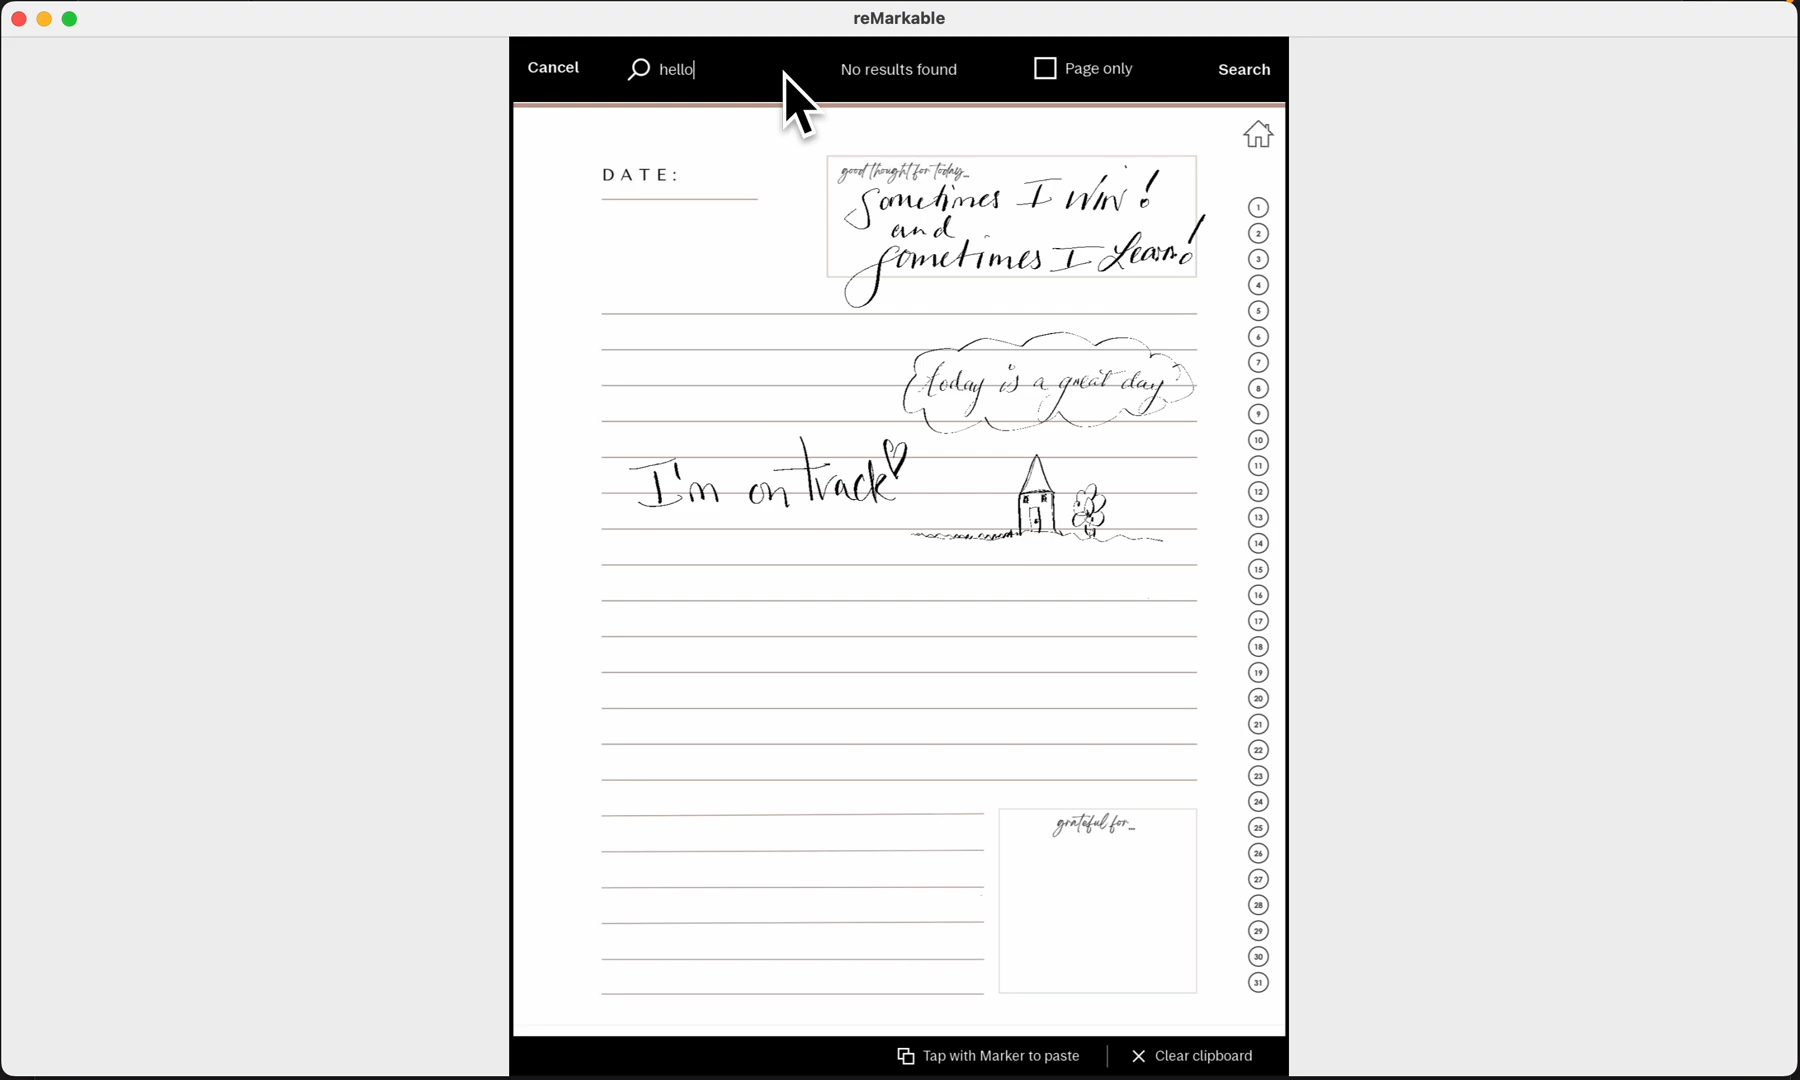 reMarkable
Cancel hello No results found Page only Search
DATE:
good thought for today...
Sometimes I WIN!
and
sometimes I Learn!
today is a great day
I'm on track
grateful for...
1
2
3
4
5
6
7
8
9
10
11
12
13
14
15
16
17
18
19
20
21
22
23
24
25
26
27
28
29
30
31
Tap with Marker to paste Clear clipboard